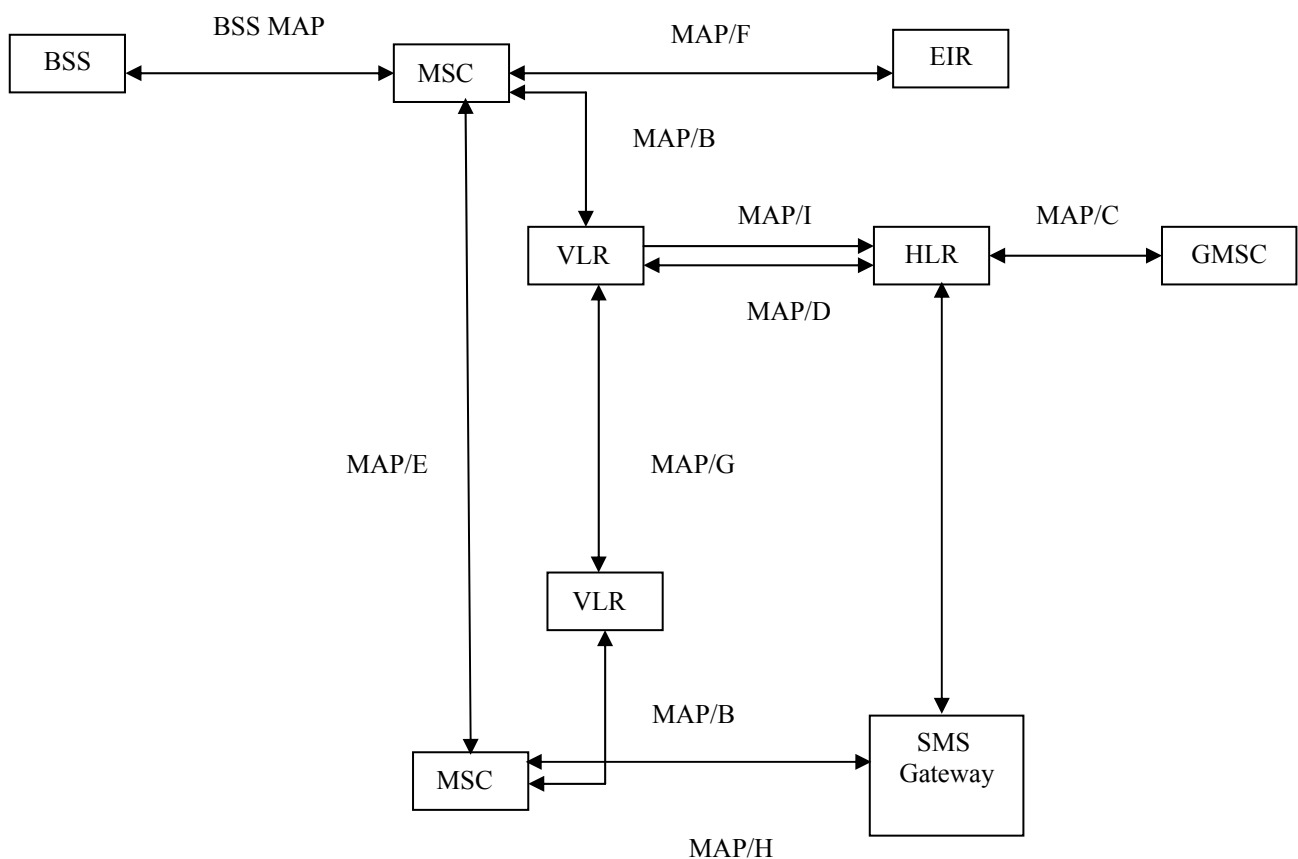 BSS MAP
MAP/F
BSS
MSC
EIR
MAP/B
MAP/I
MAP/C
VLR
HLR
GMSC
MAP/D
MAP/E
MAP/G
VLR
MAP/B
SMS
Gateway
MSC
MAP/H